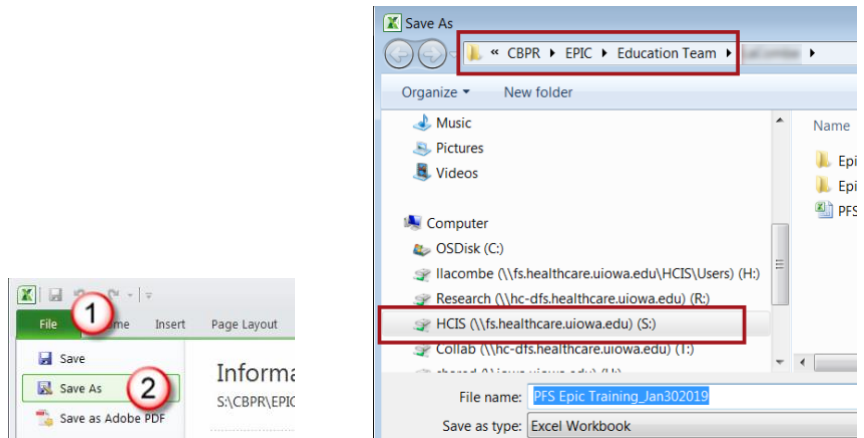 1
File
Insert
Page Layout
Save
Save As
2
Save as Adobe PDF
S:\CBPR\EPIC
Save As
« CBPR ▸ EPIC ▸ Education Team ▸
Organize
New folder
Music
Pictures
Videos
Computer
OSDisk (C:)
llacombe (\\fs.healthcare.uiowa.edu\HCIS\Users) (H:)
Research (\\hc-dfs.healthcare.uiowa.edu) (R:)
HCIS (\\fs.healthcare.uiowa.edu) (S:)
Collab (\\hc-dfs.healthcare.uiowa.edu) (T:)
Name
Epi
Epi
PFS
File name: PFS Epic Training_Jan302019
Save as type: Excel Workbook